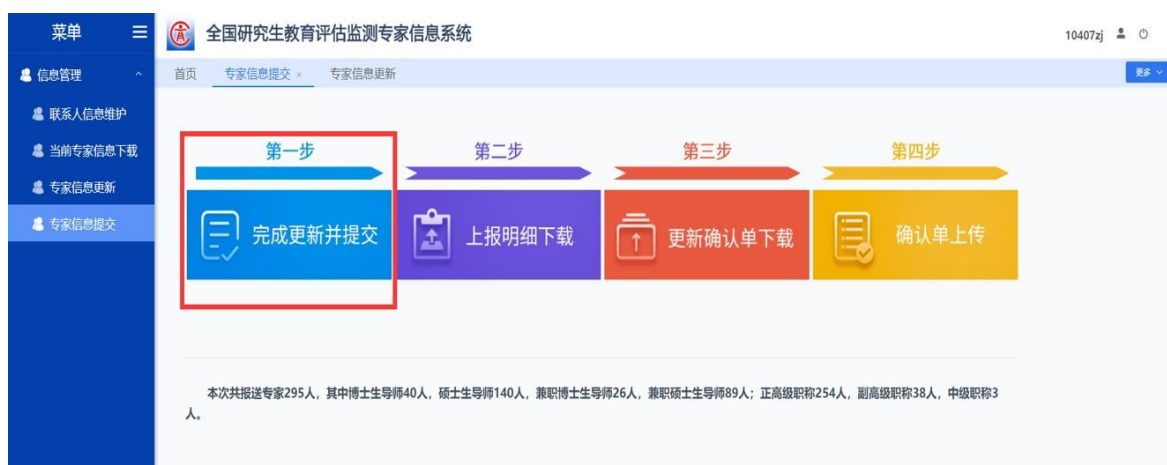 菜单
全国研究生教育评估监测专家信息系统
10407zj
信息管理
首页
专家信息提交 ×
专家信息更新
更多
联系人信息维护
当前专家信息下载
专家信息更新
专家信息提交
第一步
第二步
第三步
第四步
完成更新并提交
上报明细下载
更新确认单下载
确认单上传
本次共报送专家295人，其中博士生导师40人，硕士生导师140人，兼职博士生导师26人，兼职硕士生导师89人；正高级职称254人，副高级职称38人，中级职称3
人。